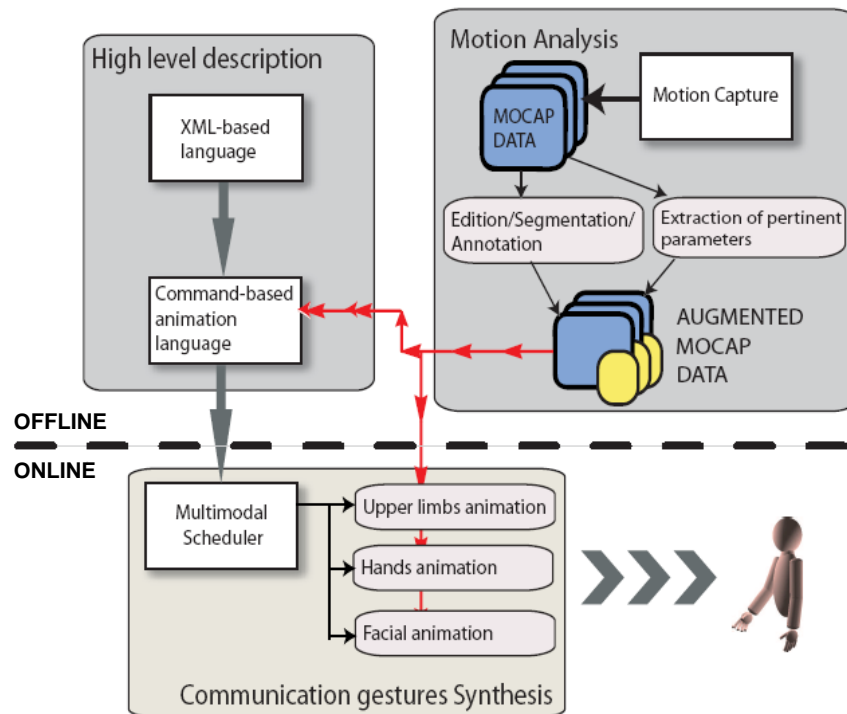 High level description
XML-based
language
Command-based
animation
language
Motion Analysis
MOCAP
DATA
Motion Capture
Edition/Segmentation/
Annotation
Extraction of pertinent
parameters
AUGMENTED
MOCAP
DATA
OFFLINE
ONLINE
Multimodal
Scheduler
Upper limbs animation
Hands animation
Facial animation
Communication gestures Synthesis